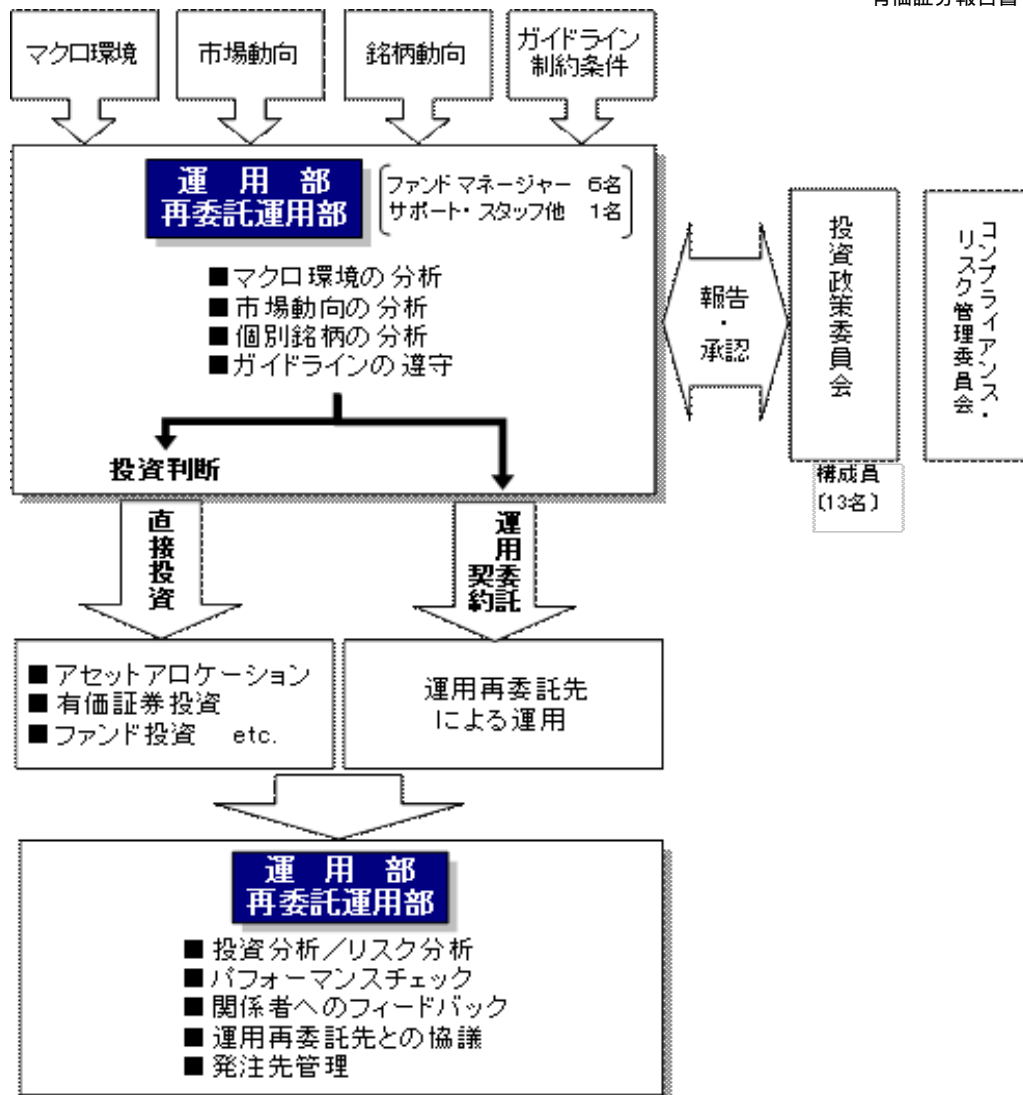 マクロ環境
市場動向
銘柄動向
ガイドライン
制約条件
運用部
再委託運用部
ファンドマネージャー 6名
サポート・スタッフ他 1名
■マクロ環境の分析
■市場動向の分析
■個別銘柄の分析
■ガイドラインの遵守
投資判断
報告
・
承認
投資政策委員会
構成員
〔13名〕
コンプライアンス・
リスク管理委員会
直接投資
運用委託
契約
■アセットアロケーション
■有価証券投資
■ファンド投資 etc.
運用再委託先
による運用
運用部
再委託運用部
■投資分析／リスク分析
■パフォーマンスチェック
■関係者へのフィードバック
■運用再委託先との協議
■発注先管理